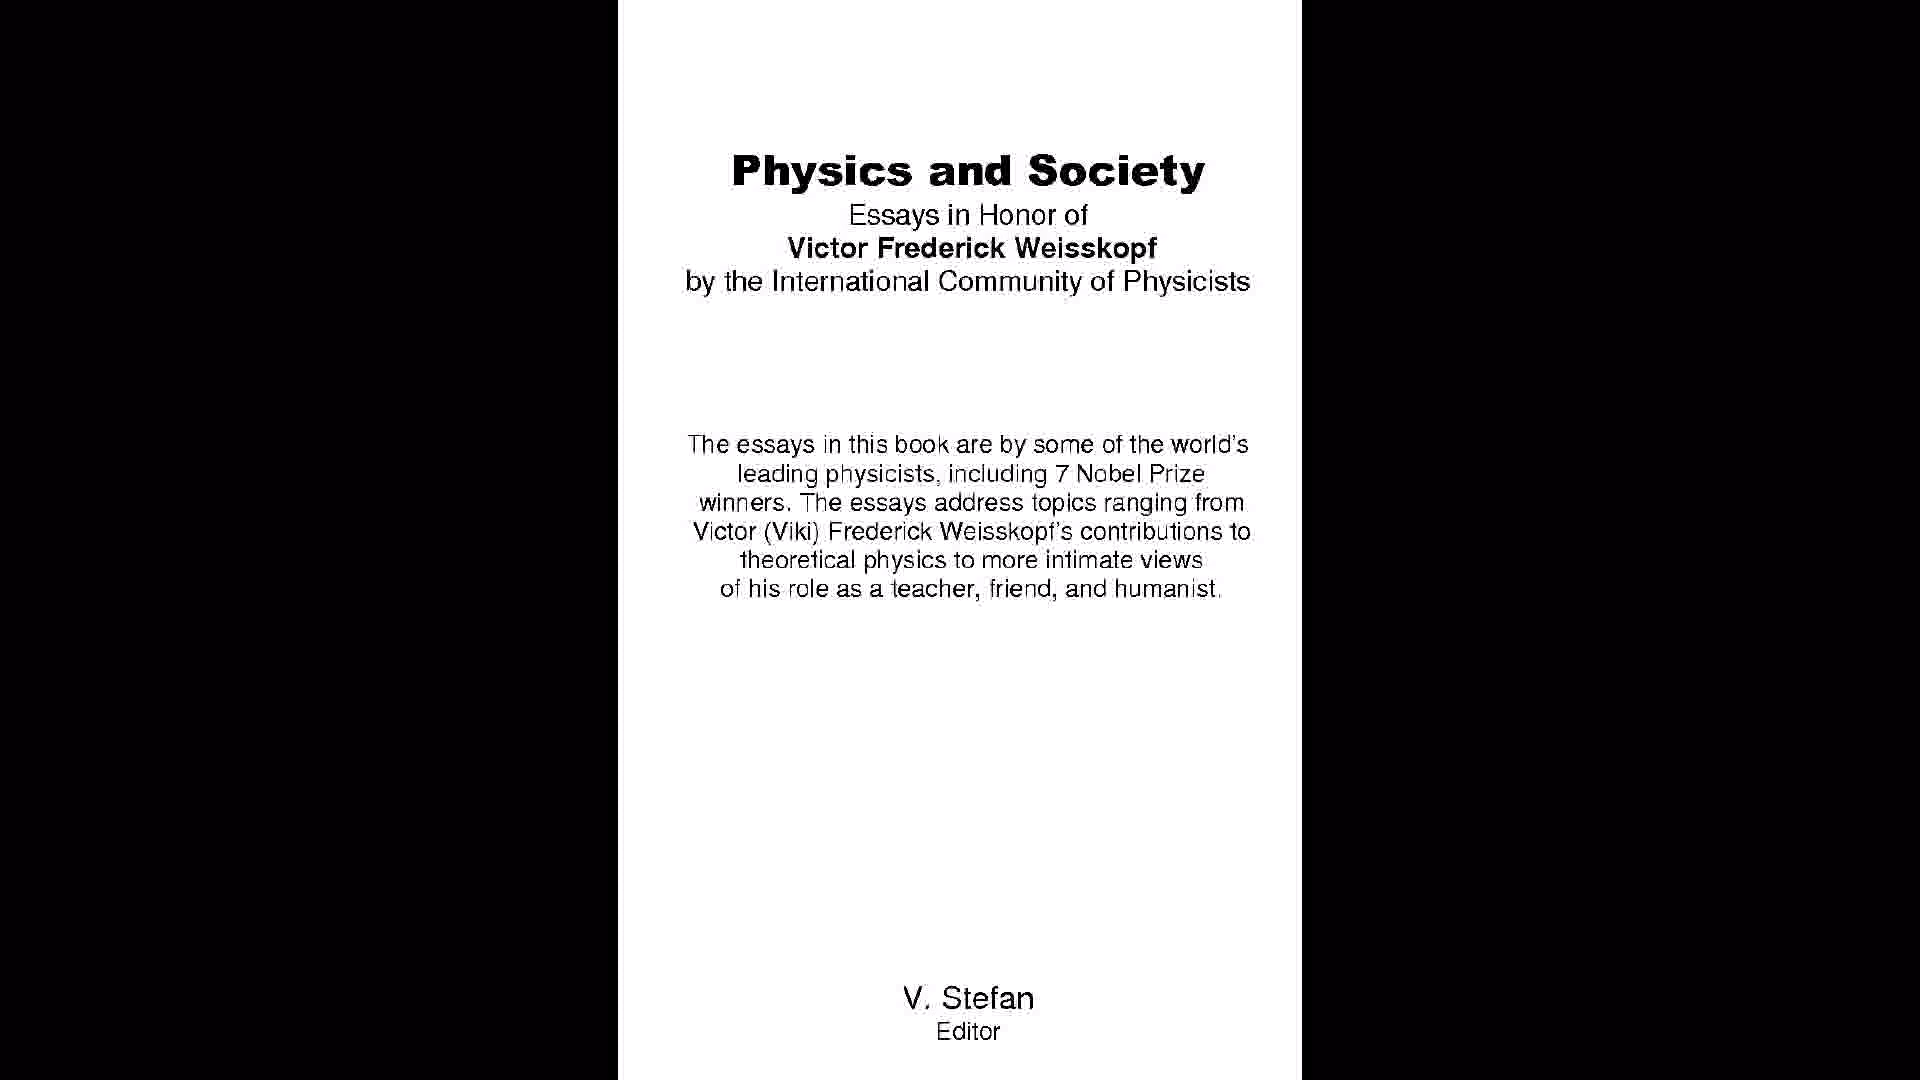 Physics and Society
Essays in Honor of
Victor Frederick Weisskopf
by the International Community of Physicists
The essays in this book are by some of the world's
leading physicists, including 7 Nobel Prize
winners. The essays address topics ranging from
Victor (Viki) Frederick Weisskopf's contributions to
theoretical physics to more intimate views
of his role as a teacher, friend, and humanist.
V. Stefan
Editor